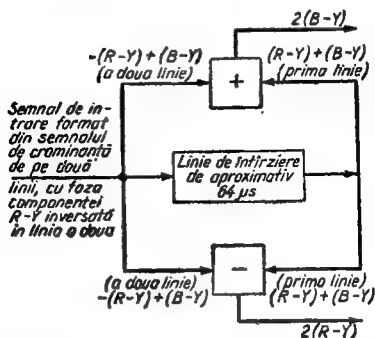 2(B-Y)
-(R-Y)+(B-Y)
(a doua linie)
(R-Y)+(B-Y)
(prima linie)
+
Semnal de in-
trare format
din semnalul
de crominanță
de pe două
linii, cu faza
componentei
R-Y inversată
în linia a doua
Linie de întîrziere
de aproximativ
64 µs
(a doua linie)
-(R-Y)+(B-Y)
−
(prima linie)
(R-Y)+(B-Y)
2(R-Y)